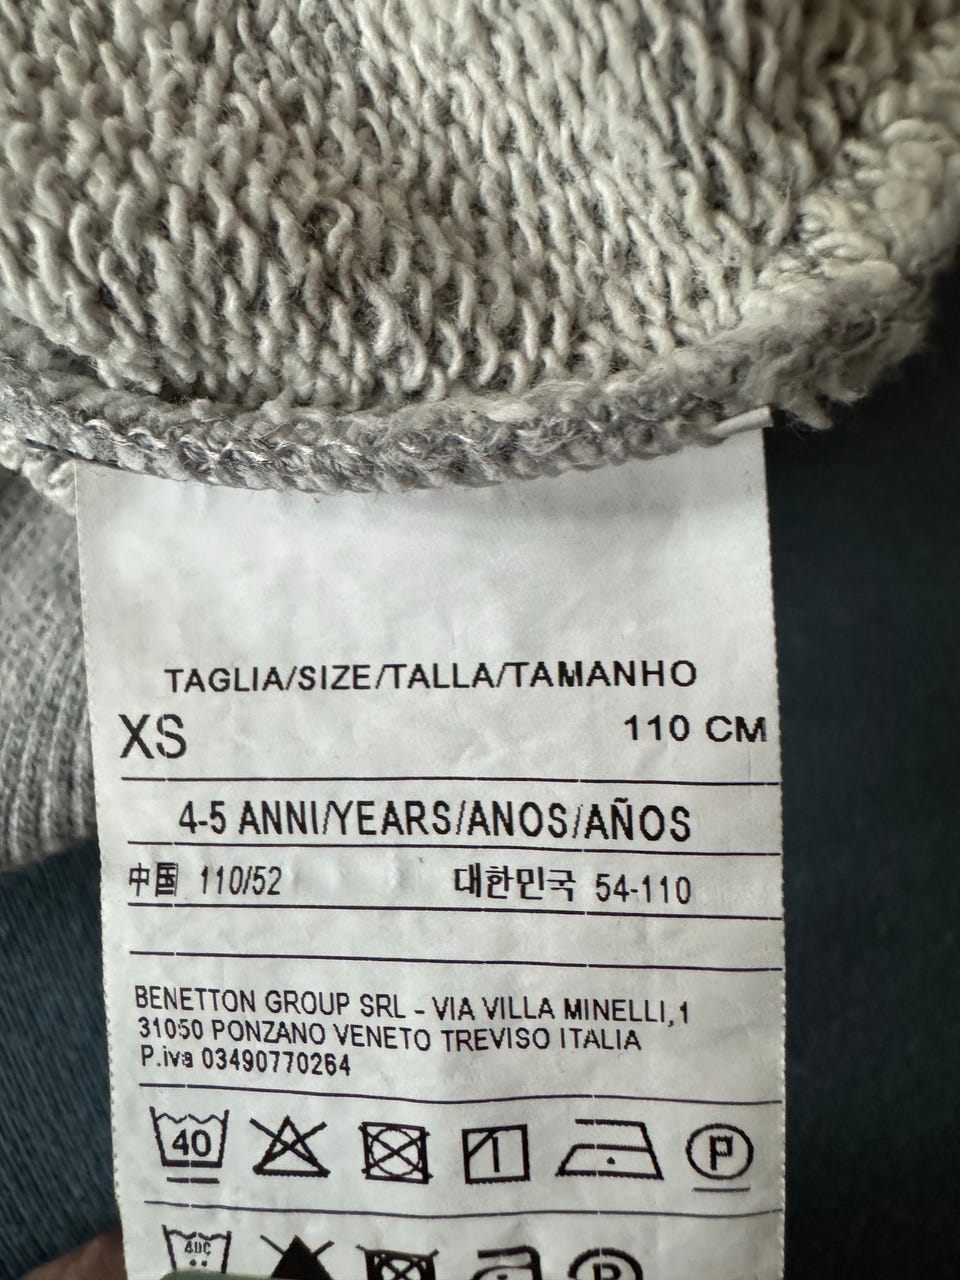 TAGLIA/SIZE/TALLA/TAMANHO
XS 110 CM
4-5 ANNI/YEARS/ANOS/AÑOS
中国 110/52 대한민국 54-110
BENETTON GROUP SRL - VIA VILLA MINELLI,1
31050 PONZANO VENETO TREVISO ITALIA
P.iva 03490770264
40 P
40C